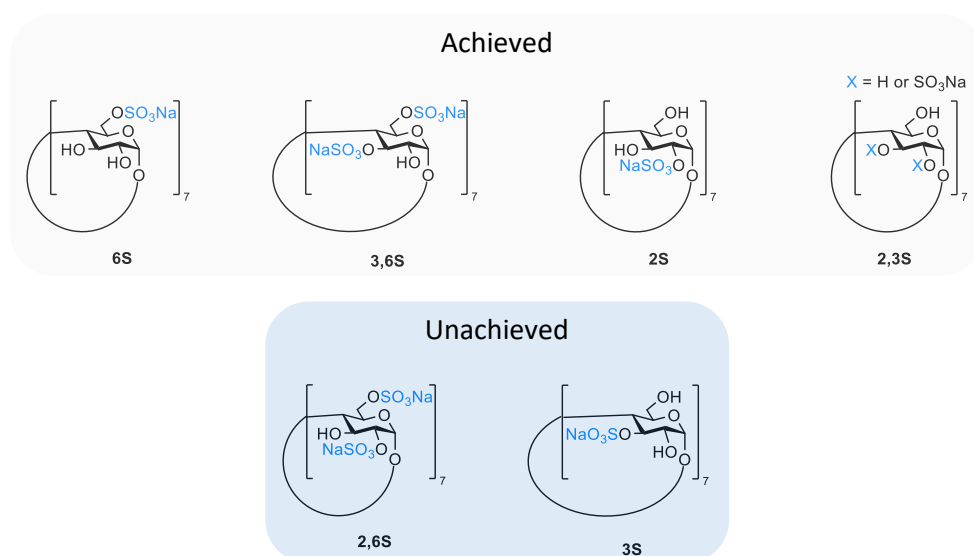 Achieved
X = H or SO3Na
OSO3Na
O
HO
HO
O
7
6S
OSO3Na
O
NaSO3O
HO
O
7
3,6S
OH
O
HO
NaSO3O
O
7
2S
OH
O
XO
XO
O
7
2,3S
Unachieved
OSO3Na
O
HO
NaSO3O
O
7
2,6S
OH
O
NaO3SO
HO
O
7
3S